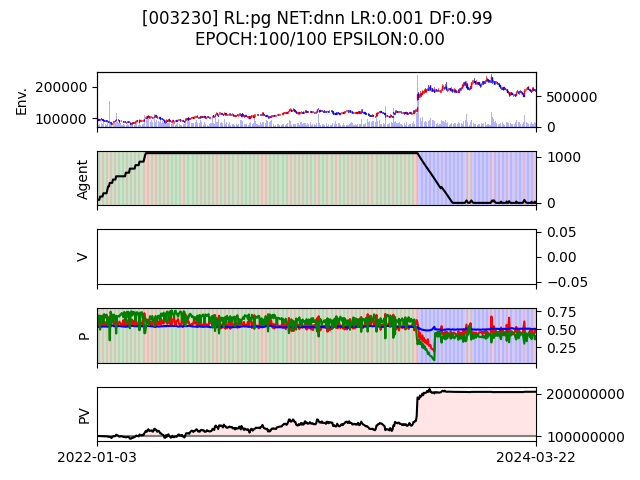 [003230] RL:pg NET:dnn LR:0.001 DF:0.99
EPOCH:100/100 EPSILON:0.00
Env.
200000
100000
500000
0
Agent
1000
0
V
0.05
0.00
−0.05
P
0.75
0.50
0.25
PV
200000000
100000000
2022-01-03
2024-03-22